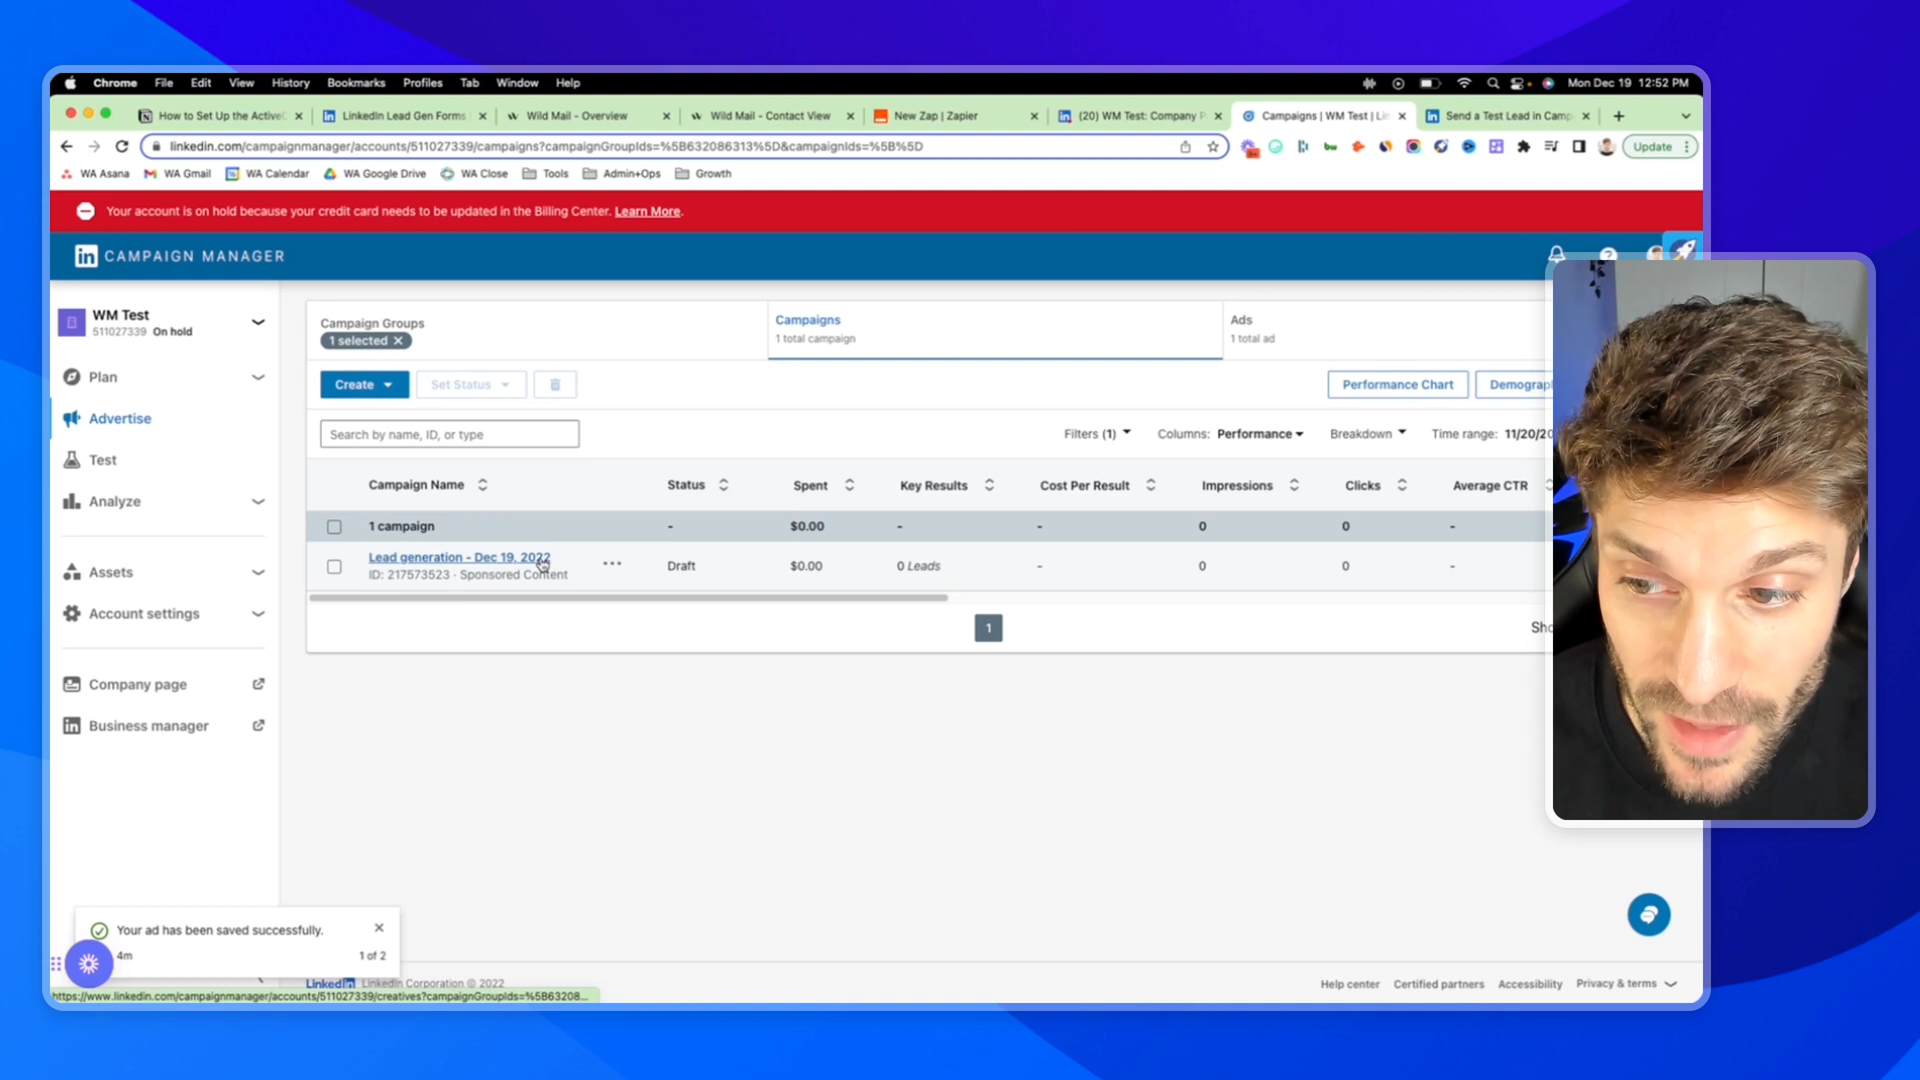 Chrome File Edit View History Bookmarks Profiles Tab Window Help Mon Dec 19 12:52 PM
How to Set Up the Active LinkedIn Lead Gen Forms Wild Mail - Overview Wild Mail - Contact View New Zap | Zapier (20) WM Test: Company P Campaigns | WM Test | Lin Send a Test Lead in Camp
linkedin.com/campaignmanager/accounts/511027339/campaigns?campaignGroupIds=%5B632086313%5D&campaignIds=%5B%5D Update
WA Asana WA Gmail WA Calendar WA Google Drive WA Close Tools Admin+Ops Growth
Your account is on hold because your credit card needs to be updated in the Billing Center. Learn More.
in CAMPAIGN MANAGER
WM Test
511027339 On hold
Plan
Advertise
Test
Analyze
Assets
Account settings
Company page
Business manager
Campaign Groups
1 selected
Campaigns
1 total campaign
Ads
1 total ad
Create Set Status Performance Chart Demograp
Search by name, ID, or type Filters (1) Columns: Performance Breakdown Time range: 11/20/20
Campaign Name Status Spent Key Results Cost Per Result Impressions Clicks Average CTR
1 campaign - $0.00 - - 0 0 -
Lead generation - Dec 19, 2022 Draft $0.00 0 Leads - 0 0 -
ID: 217573523 · Sponsored Content
1
Sho
Your ad has been saved successfully.
4m 1 of 2
LinkedIn LinkedIn Corporation © 2022 Help center Certified partners Accessibility Privacy & terms
https://www.linkedin.com/campaignmanager/accounts/511027339/creatives?campaignGroupIds=%5B63208...